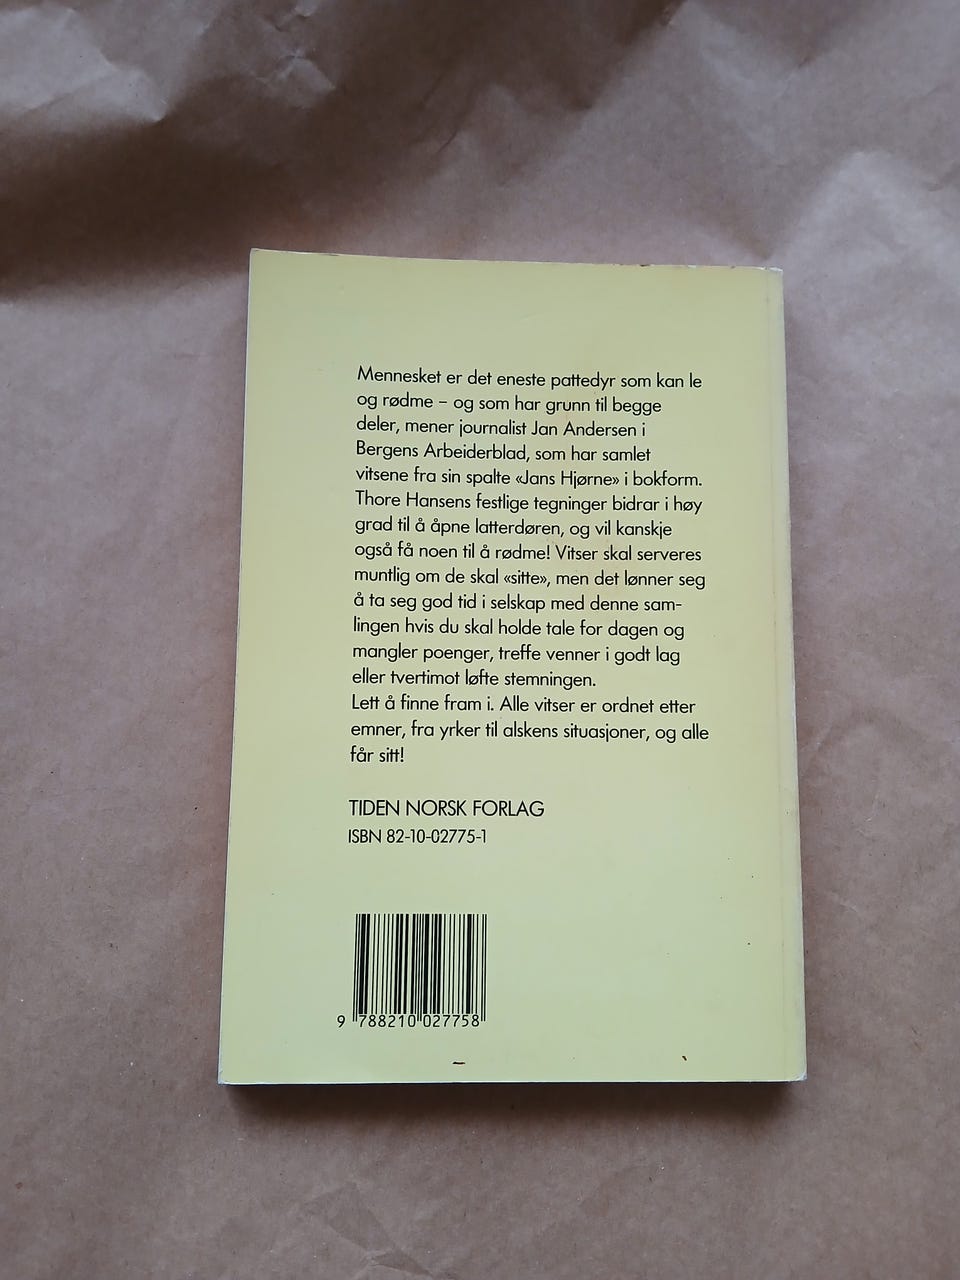 Mennesket er det eneste pattedyr som kan le
og rødme – og som har grunn til begge
deler, mener journalist Jan Andersen i
Bergens Arbeiderblad, som har samlet
vitsene fra sin spalte «Jans Hjørne» i bokform.
Thore Hansens festlige tegninger bidrar i høy
grad til å åpne latterdøren, og vil kanskje
også få noen til å rødme! Vitser skal serveres
muntlig om de skal «sitte», men det lønner seg
å ta seg god tid i selskap med denne sam-
lingen hvis du skal holde tale for dagen og
mangler poenger, treffe venner i godt lag
eller tvertimot løfte stemningen.
Lett å finne fram i. Alle vitser er ordnet etter
emner, fra yrker til alskens situasjoner, og alle
får sitt!
TIDEN NORSK FORLAG
ISBN 82-10-02775-1
9 788210 027758